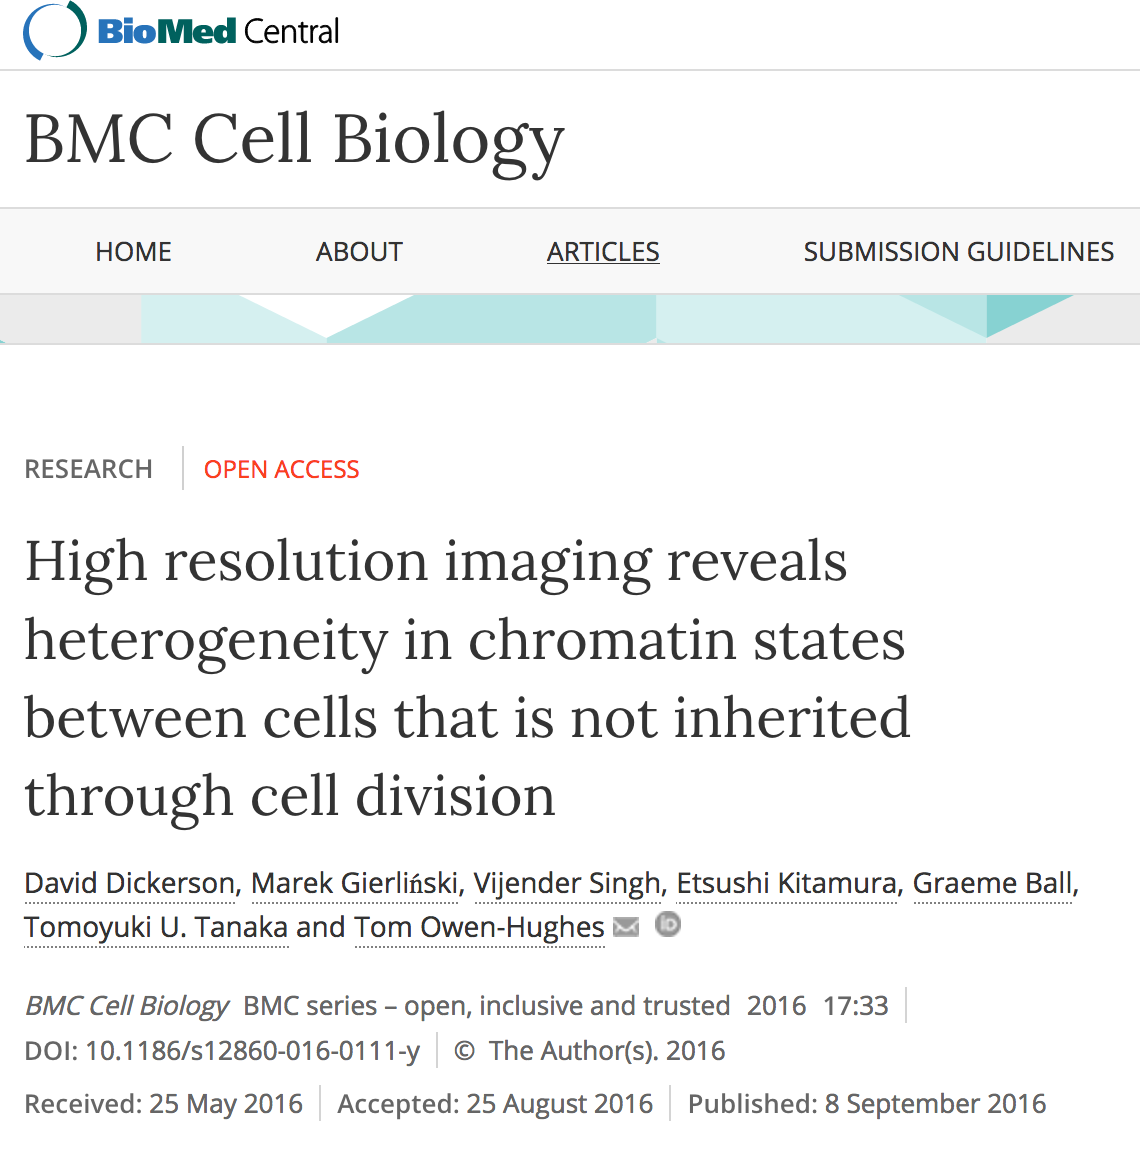 BioMed Central
BMC Cell Biology
HOME ABOUT ARTICLES SUBMISSION GUIDELINES
RESEARCH OPEN ACCESS
High resolution imaging reveals
heterogeneity in chromatin states
between cells that is not inherited
through cell division
David Dickerson, Marek Gierliński, Vijender Singh, Etsushi Kitamura, Graeme Ball,
Tomoyuki U. Tanaka and Tom Owen-Hughes iD
BMC Cell Biology BMC series – open, inclusive and trusted 2016 17:33
DOI: 10.1186/s12860-016-0111-y © The Author(s). 2016
Received: 25 May 2016 Accepted: 25 August 2016 Published: 8 September 2016